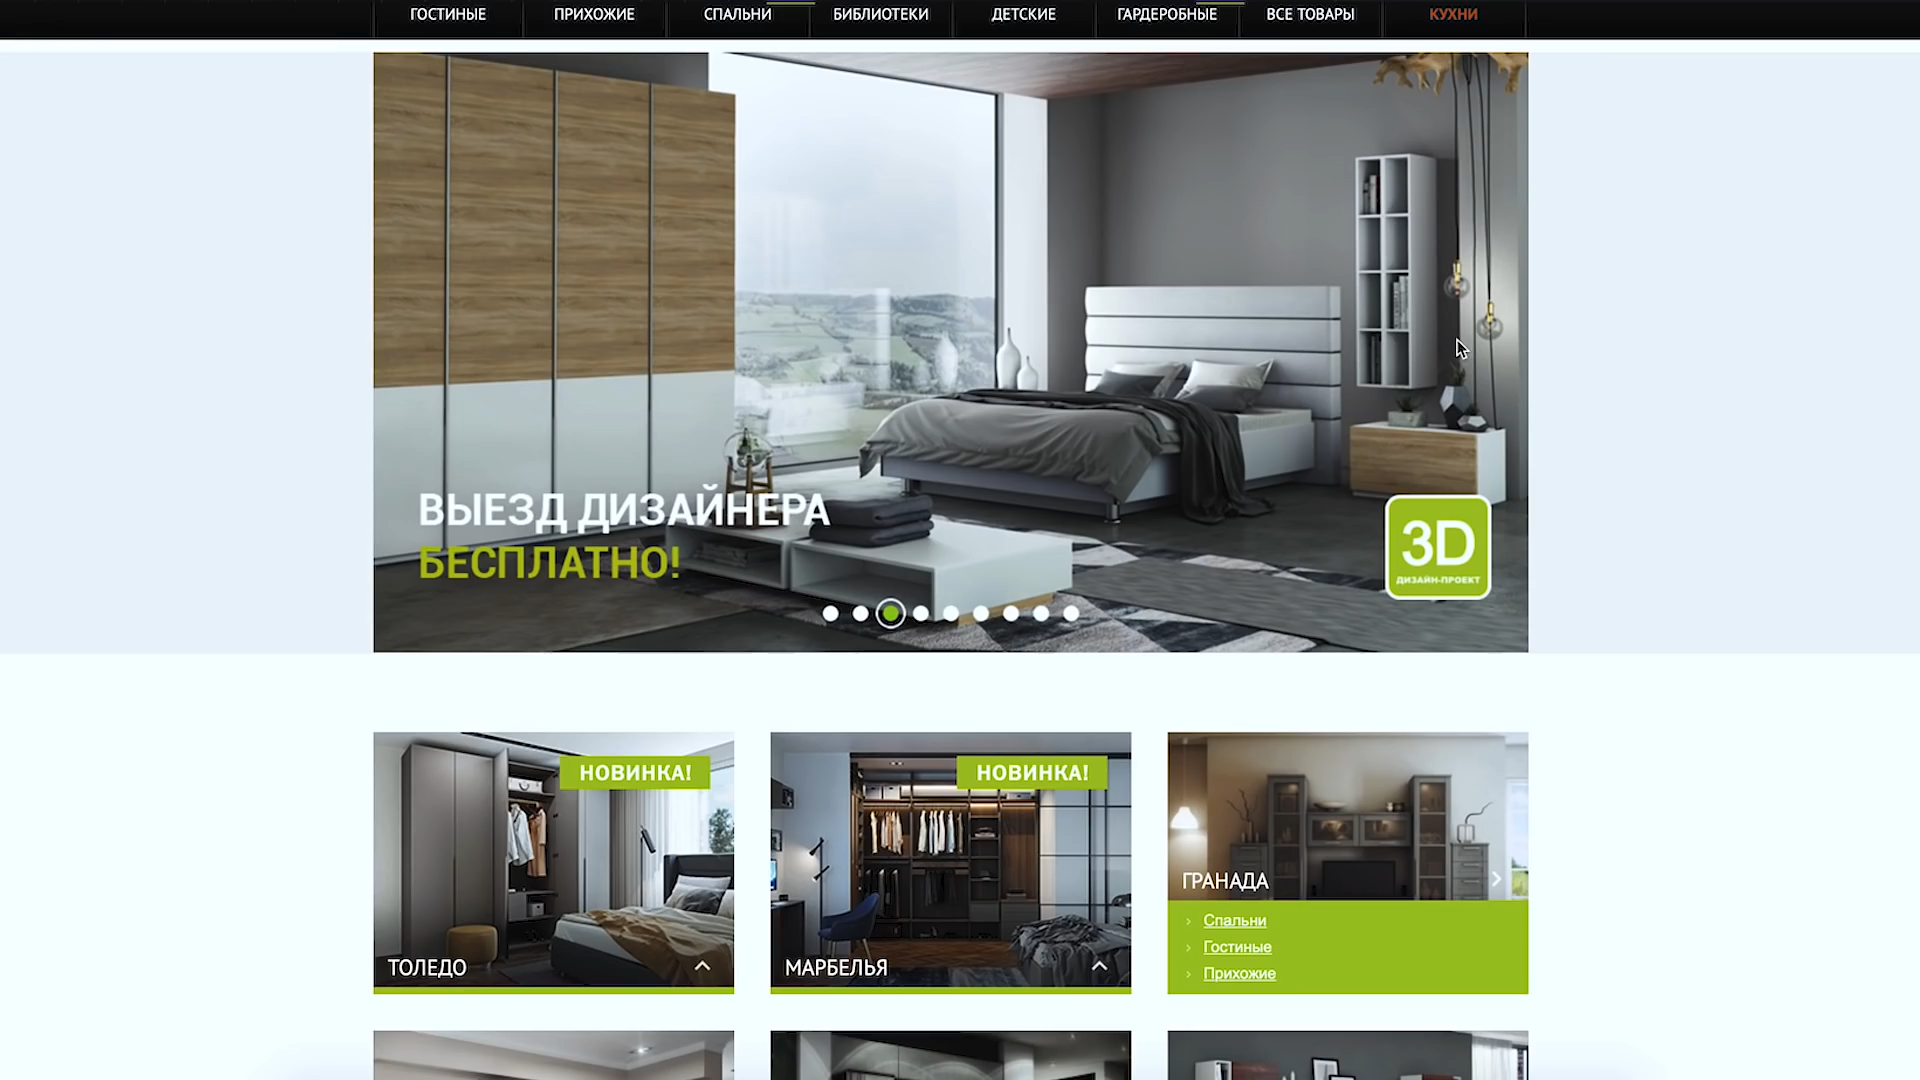 ГОСТИНЫЕ ПРИХОЖИЕ СПАЛЬНИ БИБЛИОТЕКИ ДЕТСКИЕ ГАРДЕРОБНЫЕ ВСЕ ТОВАРЫ КУХНИ
ВЫЕЗД ДИЗАЙНЕРА
БЕСПЛАТНО!
3D
ДИЗАЙН-ПРОЕКТ
НОВИНКА!
ТОЛЕДО
НОВИНКА!
МАРБЕЛЬЯ
ГРАНАДА
Спальни
Гостиные
Прихожие